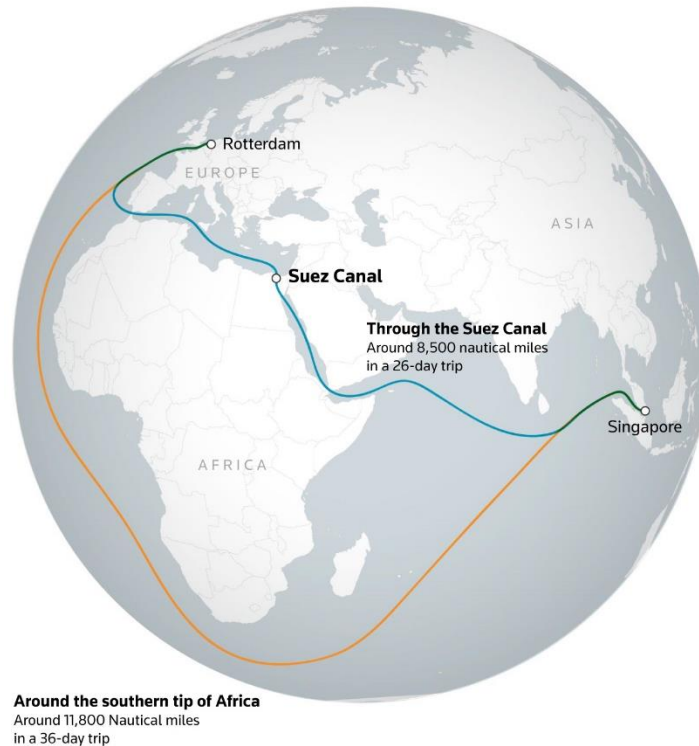 Rotterdam
EUROPE
ASIA
Suez Canal
Through the Suez Canal
Around 8,500 nautical miles
in a 26-day trip
Singapore
AFRICA
Around the southern tip of Africa
Around 11,800 Nautical miles
in a 36-day trip